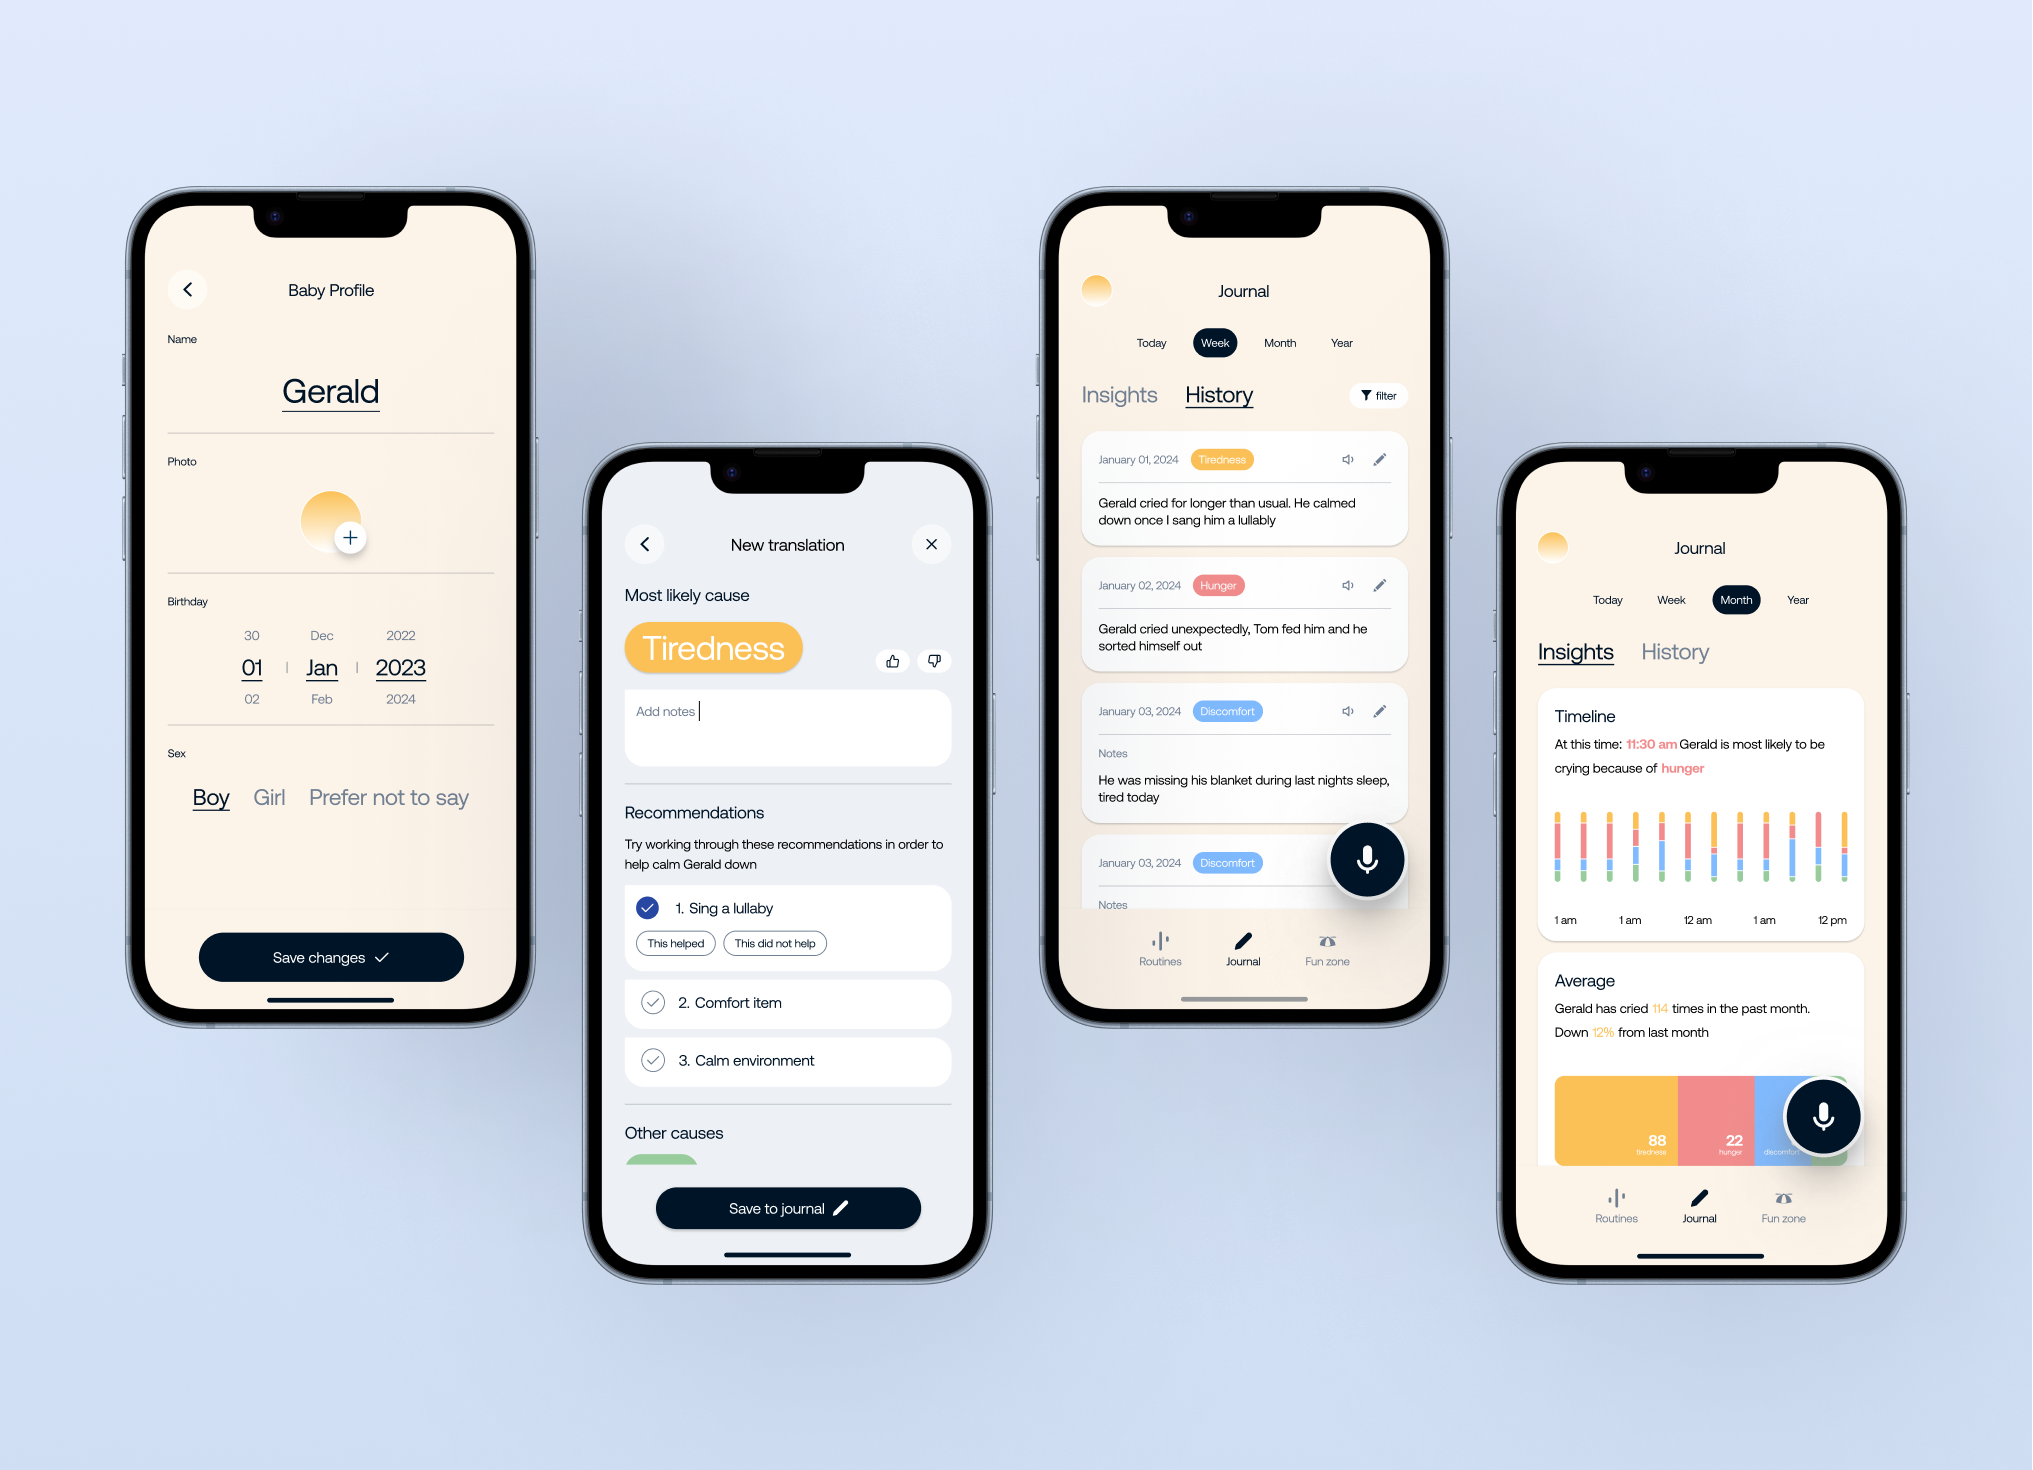 Baby Profile
Name
Gerald
Photo
Birthday
30 Dec 2022
01 Jan 2023
02 Feb 2024
Sex
Boy Girl Prefer not to say
Save changes
New translation
Most likely cause
Tiredness
Add notes
Recommendations
Try working through these recommendations in order to
help calm Gerald down
1. Sing a lullaby
This helped This did not help
2. Comfort item
3. Calm environment
Other causes
Save to journal
Journal
Today Week Month Year
Insights History filter
January 01, 2024 Tiredness
Gerald cried for longer than usual. He calmed
down once I sang him a lullably
January 02, 2024 Hunger
Gerald cried unexpectedly, Tom fed him and he
sorted himself out
January 03, 2024 Discomfort
Notes
He was missing his blanket during last nights sleep,
tired today
January 03, 2024 Discomfort
Notes
Routines Journal Fun zone
Journal
Today Week Month Year
Insights History
Timeline
At this time: 11:30 am Gerald is most likely to be
crying because of hunger
1 am 1 am 12 am 1 am 12 pm
Average
Gerald has cried 114 times in the past month.
Down 12% from last month
88 22
tiredness hunger discomfort
Routines Journal Fun zone